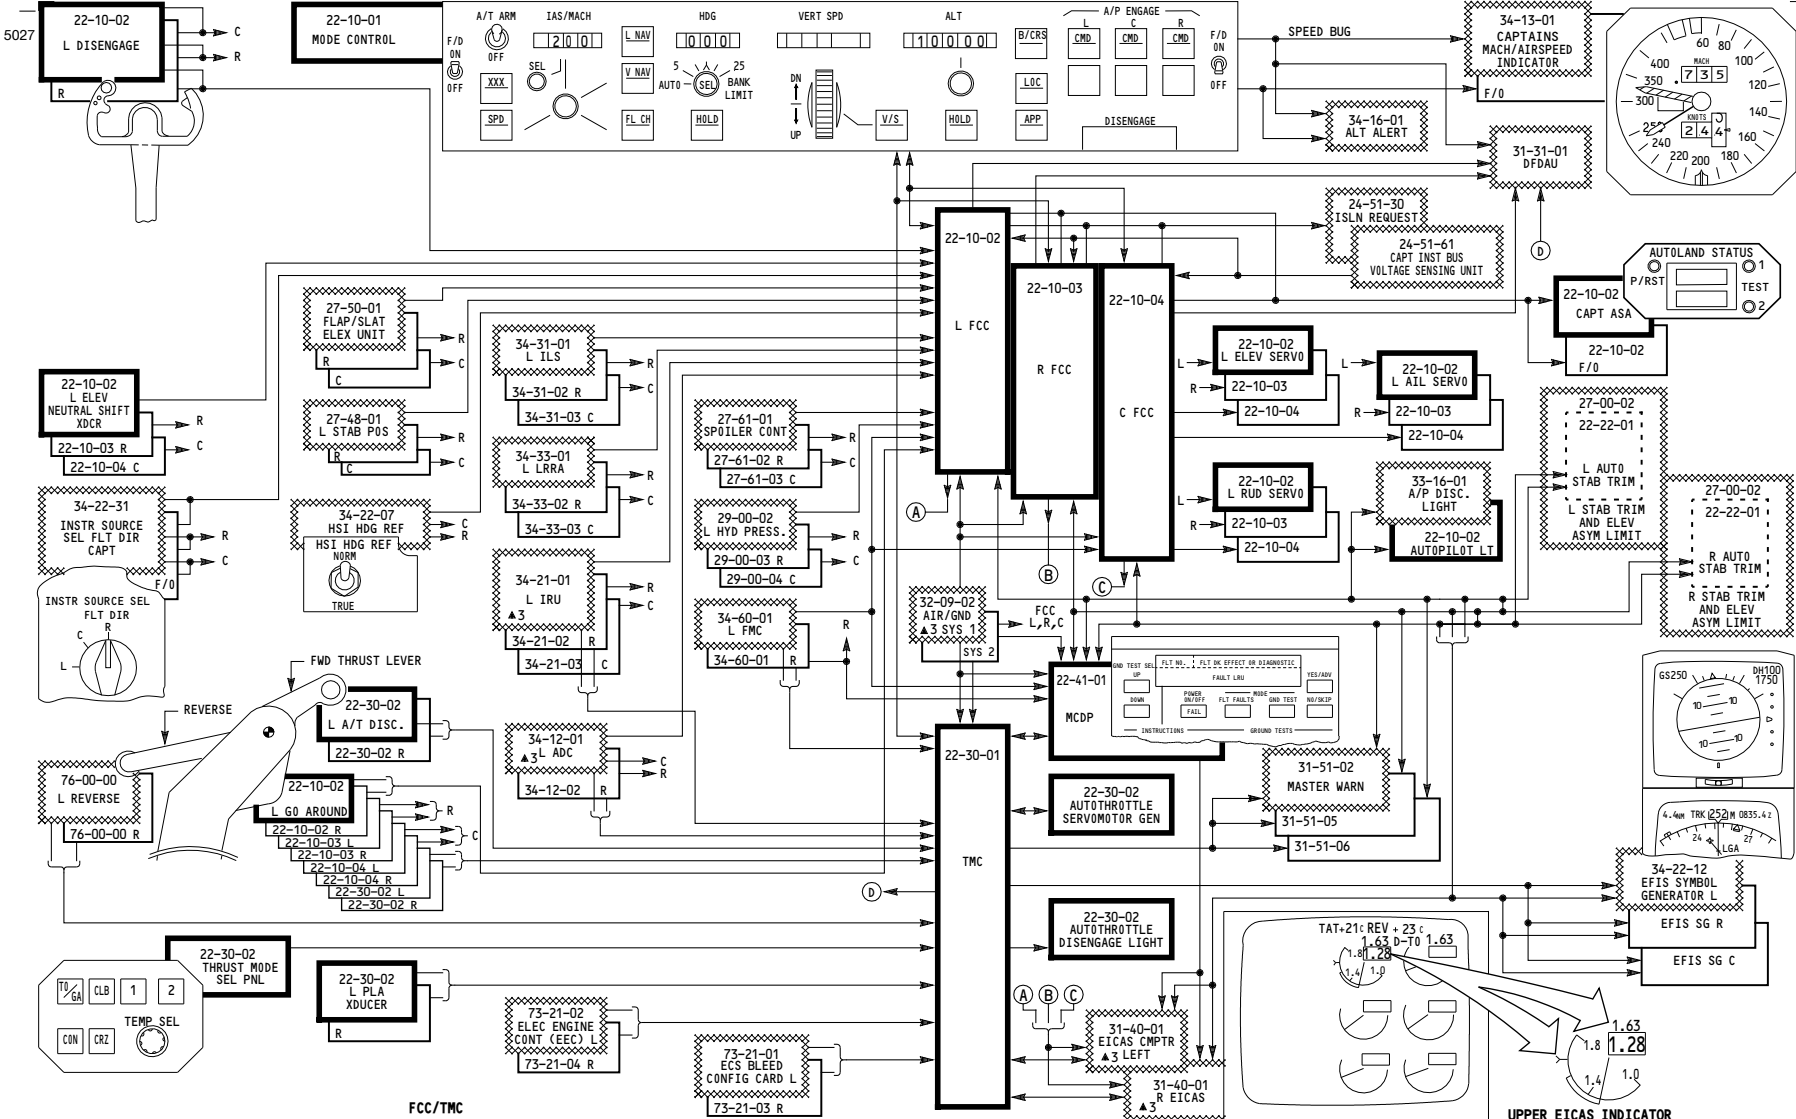 5027
22-10-02
L DISENGAGE
R
C
R
22-10-01
MODE CONTROL
A/T ARM
OFF
F/D
ON
OFF
IAS/MACH
200
SEL
XXX
SPD
L NAV
V NAV
FL CH
HDG
000
5
25
AUTO
SEL
BANK
LIMIT
HOLD
VERT SPD
DN
UP
V/S
ALT
10000
HOLD
B/CRS
LOC
APP
A/P ENGAGE
L
C
R
CMD
CMD
CMD
DISENGAGE
F/D
ON
OFF
SPEED BUG
34-13-01
CAPTAINS
MACH/AIRSPEED
INDICATOR
F/O
60
80
100
120
140
160
180
200
220
240
300
350
400
MACH
.735
KNOTS
34-16-01
ALT ALERT
31-31-01
DFDAU
D
24-51-30
ISLN REQUEST
24-51-61
CAPT INST BUS
VOLTAGE SENSING UNIT
AUTOLAND STATUS
P/RST
1
TEST
2
22-10-02
CAPT ASA
22-10-02
F/O
22-10-02
L FCC
22-10-03
R FCC
22-10-04
C FCC
27-50-01
FLAP/SLAT
ELEX UNIT
R
C
R
C
34-31-01
L ILS
34-31-02 R
34-31-03 C
R
C
22-10-02
L ELEV
NEUTRAL SHIFT
XDCR
22-10-03 R
22-10-04 C
R
C
27-48-01
L STAB POS
R
C
R
C
34-33-01
L LRRA
34-33-02 R
34-33-03 C
R
C
27-61-01
SPOILER CONT
27-61-02 R
27-61-03 C
R
C
L
22-10-02
L ELEV SERVO
R
22-10-03
22-10-04
L
22-10-02
L AIL SERVO
R
22-10-03
22-10-04
27-00-02
22-22-01
L AUTO
STAB TRIM
L STAB TRIM
AND ELEV
ASYM LIMIT
27-00-02
22-22-01
R AUTO
STAB TRIM
R STAB TRIM
AND ELEV
ASYM LIMIT
34-22-31
INSTR SOURCE
SEL FLT DIR
CAPT
F/O
R
C
INSTR SOURCE SEL
FLT DIR
C
R
L
34-22-07
HSI HDG REF
C
R
HSI HDG REF
NORM
TRUE
34-21-01
L IRU
▲3
34-21-02 R
34-21-03 C
R
C
29-00-02
L HYD PRESS.
29-00-03 R
29-00-04 C
R
C
L
22-10-02
L RUD SERVO
R
22-10-03
22-10-04
33-16-01
A/P DISC.
LIGHT
22-10-02
AUTOPILOT LT
A
B
C
34-60-01
L FMC
34-60-01 R
R
32-09-02
AIR/GND
▲3 SYS 1
SYS 2
FCC
L,R,C
22-41-01
MCDP
GND TEST SEL
UP
DOWN
FLT NO.
FLT DK EFFECT OR DIAGNOSTIC
FAULT LRU
YES/ADV
POWER
ON/OFF
FAIL
MODE
FLT FAULTS
GND TEST
NO/SKIP
INSTRUCTIONS
GROUND TESTS
FWD THRUST LEVER
REVERSE
22-30-02
L A/T DISC.
22-30-02 R
34-12-01
L ADC
▲3
34-12-02 R
C
R
76-00-00
L REVERSE
76-00-00 R
22-10-02
L GO AROUND
22-10-02 R
22-10-03 L
22-10-03 R
22-10-04 L
22-10-04 R
22-30-02 L
22-30-02 R
R
C
22-30-01
TMC
22-30-02
AUTOTHROTTLE
SERVOMOTOR GEN
31-51-02
MASTER WARN
31-51-05
31-51-06
D
22-30-02
AUTOTHROTTLE
DISENGAGE LIGHT
GS250
DH100
1750
10
10
10
10
4.4NM TRK 252 M 0835.4Z
24
27
LGA
34-22-12
EFIS SYMBOL
GENERATOR L
EFIS SG R
EFIS SG C
22-30-02
THRUST MODE
SEL PNL
TO/GA
CLB
1
2
CON
CRZ
TEMP SEL
22-30-02
L PLA
XDUCER
R
73-21-02
ELEC ENGINE
CONT (EEC) L
73-21-04 R
73-21-01
ECS BLEED
CONFIG CARD L
73-21-03 R
A
B
C
31-40-01
EICAS CMPTR
▲3 LEFT
31-40-01
R EICAS
▲3
TAT+21C REV + 23 C
1.63 D-TO 1.63
1.8
1.28
1.4
1.0
1.63
1.8
1.28
1.4
1.0
FCC/TMC
UPPER EICAS INDICATOR